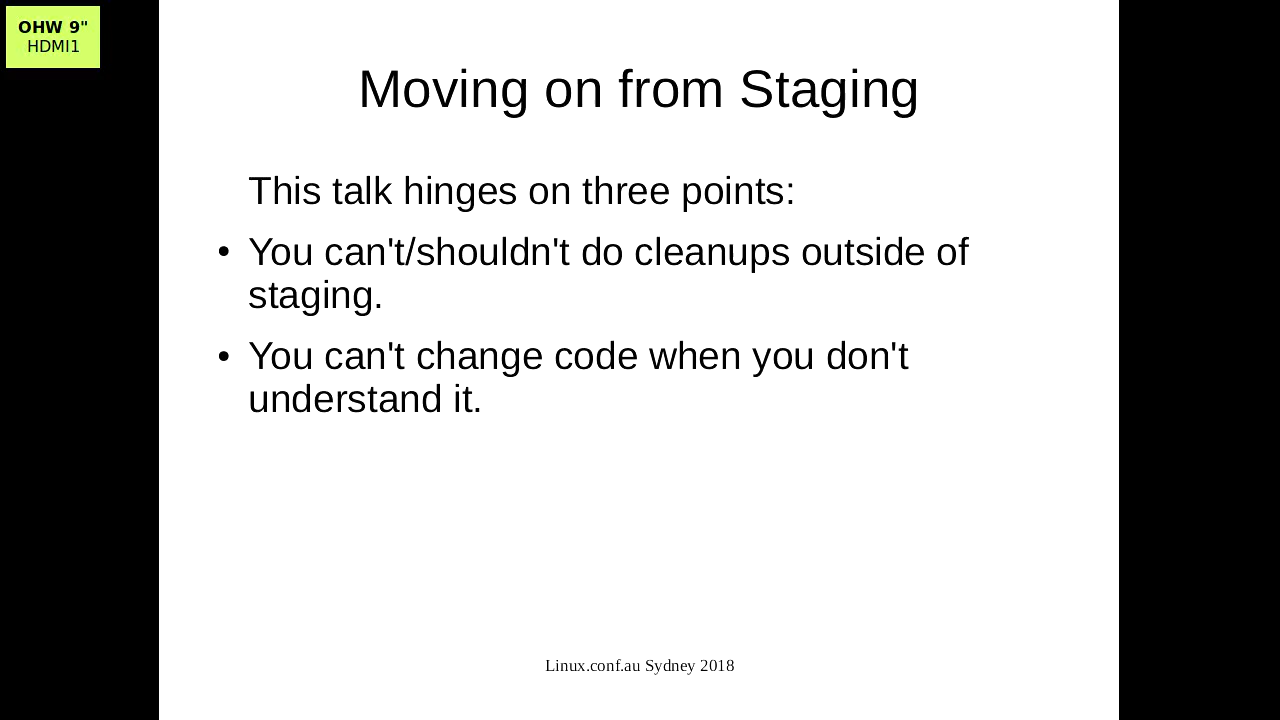 OHW 9"
HDMI1
Moving on from Staging
This talk hinges on three points:
• You can't/shouldn't do cleanups outside of
staging.
• You can't change code when you don't
understand it.
Linux.conf.au Sydney 2018